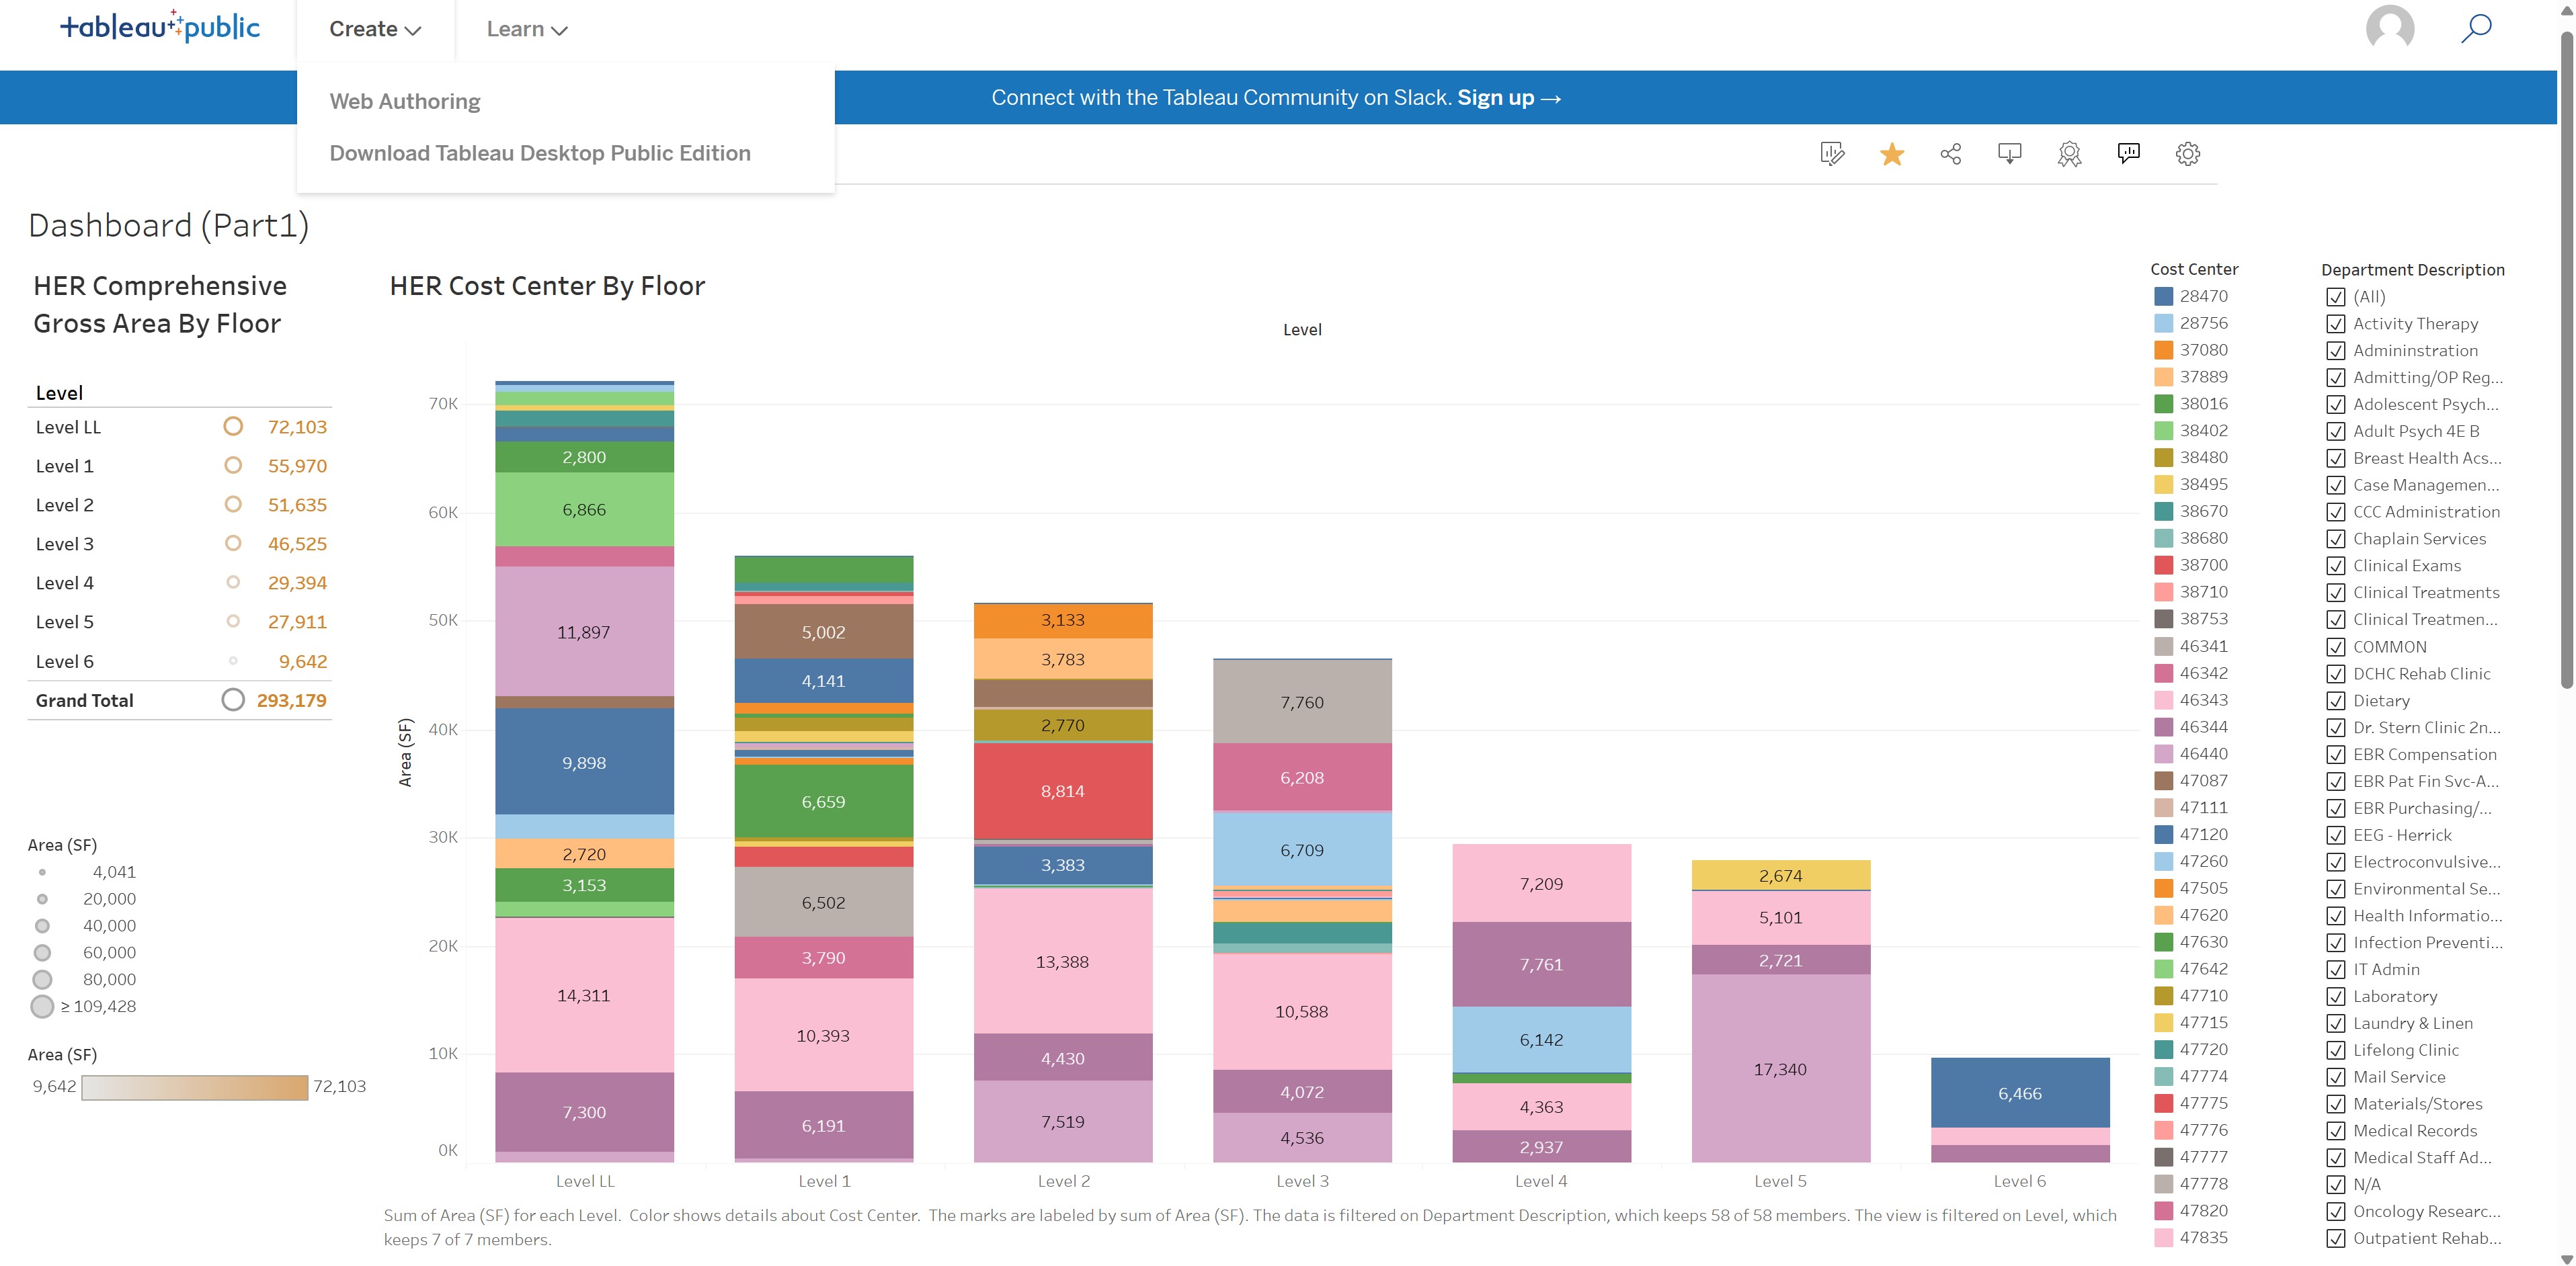 tableau public
Create
Learn
Web Authoring
Download Tableau Desktop Public Edition
Connect with the Tableau Community on Slack. Sign up →
Dashboard (Part1)
HER Comprehensive
Gross Area By Floor
Level
Level LL 72,103
Level 1 55,970
Level 2 51,635
Level 3 46,525
Level 4 29,394
Level 5 27,911
Level 6 9,642
Grand Total 293,179
Area (SF)
4,041
20,000
40,000
60,000
80,000
≥ 109,428
Area (SF)
9,642 72,103
HER Cost Center By Floor
Level
Area (SF)
70K
60K
50K
40K
30K
20K
10K
0K
2,800
6,866
11,897
9,898
2,720
3,153
14,311
7,300
5,002
4,141
6,659
6,502
3,790
10,393
6,191
3,133
3,783
2,770
8,814
3,383
13,388
4,430
7,519
7,760
6,208
6,709
10,588
4,072
4,536
7,209
7,761
6,142
4,363
2,937
2,674
5,101
2,721
17,340
6,466
Level LL
Level 1
Level 2
Level 3
Level 4
Level 5
Level 6
Sum of Area (SF) for each Level. Color shows details about Cost Center. The marks are labeled by sum of Area (SF). The data is filtered on Department Description, which keeps 58 of 58 members. The view is filtered on Level, which
keeps 7 of 7 members.
Cost Center
28470
28756
37080
37889
38016
38402
38480
38495
38670
38680
38700
38710
38753
46341
46342
46343
46344
46440
47087
47111
47120
47260
47505
47620
47630
47642
47710
47715
47720
47774
47775
47776
47777
47778
47820
47835
Department Description
(All)
Activity Therapy
Admininstration
Admitting/OP Reg...
Adolescent Psych...
Adult Psych 4E B
Breast Health Acs...
Case Managemen...
CCC Administration
Chaplain Services
Clinical Exams
Clinical Treatments
Clinical Treatmen...
COMMON
DCHC Rehab Clinic
Dietary
Dr. Stern Clinic 2n...
EBR Compensation
EBR Pat Fin Svc-A...
EBR Purchasing/...
EEG - Herrick
Electroconvulsive...
Environmental Se...
Health Informatio...
Infection Preventi...
IT Admin
Laboratory
Laundry & Linen
Lifelong Clinic
Mail Service
Materials/Stores
Medical Records
Medical Staff Ad...
N/A
Oncology Researc...
Outpatient Rehab...